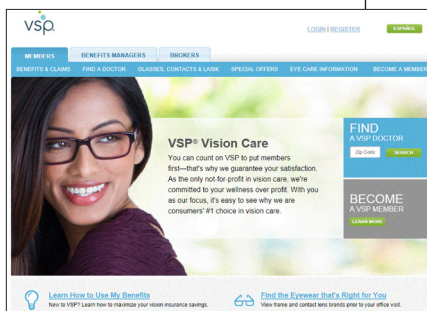 vsp.
LOGIN | REGISTER
ESPAÑOL
MEMBERS
BENEFITS MANAGERS
BROKERS
BENEFITS & CLAIMS
FIND A DOCTOR
GLASSES, CONTACTS & LASIK
SPECIAL OFFERS
EYE CARE INFORMATION
BECOME A MEMBER
VSP® Vision Care
You can count on VSP to put members
first—that's why we guarantee your satisfaction.
As the only not-for-profit in vision care, we're
committed to your wellness over profit. With you
as our focus, it's easy to see why we are
consumers' #1 choice in vision care.
FIND
A VSP DOCTOR
Zip Code
SEARCH
BECOME
A VSP MEMBER
LEARN MORE
Learn How to Use My Benefits
New to VSP? Learn how to maximize your vision insurance savings.
Find the Eyewear that's Right for You
View frame and contact lens brands prior to your office visit.